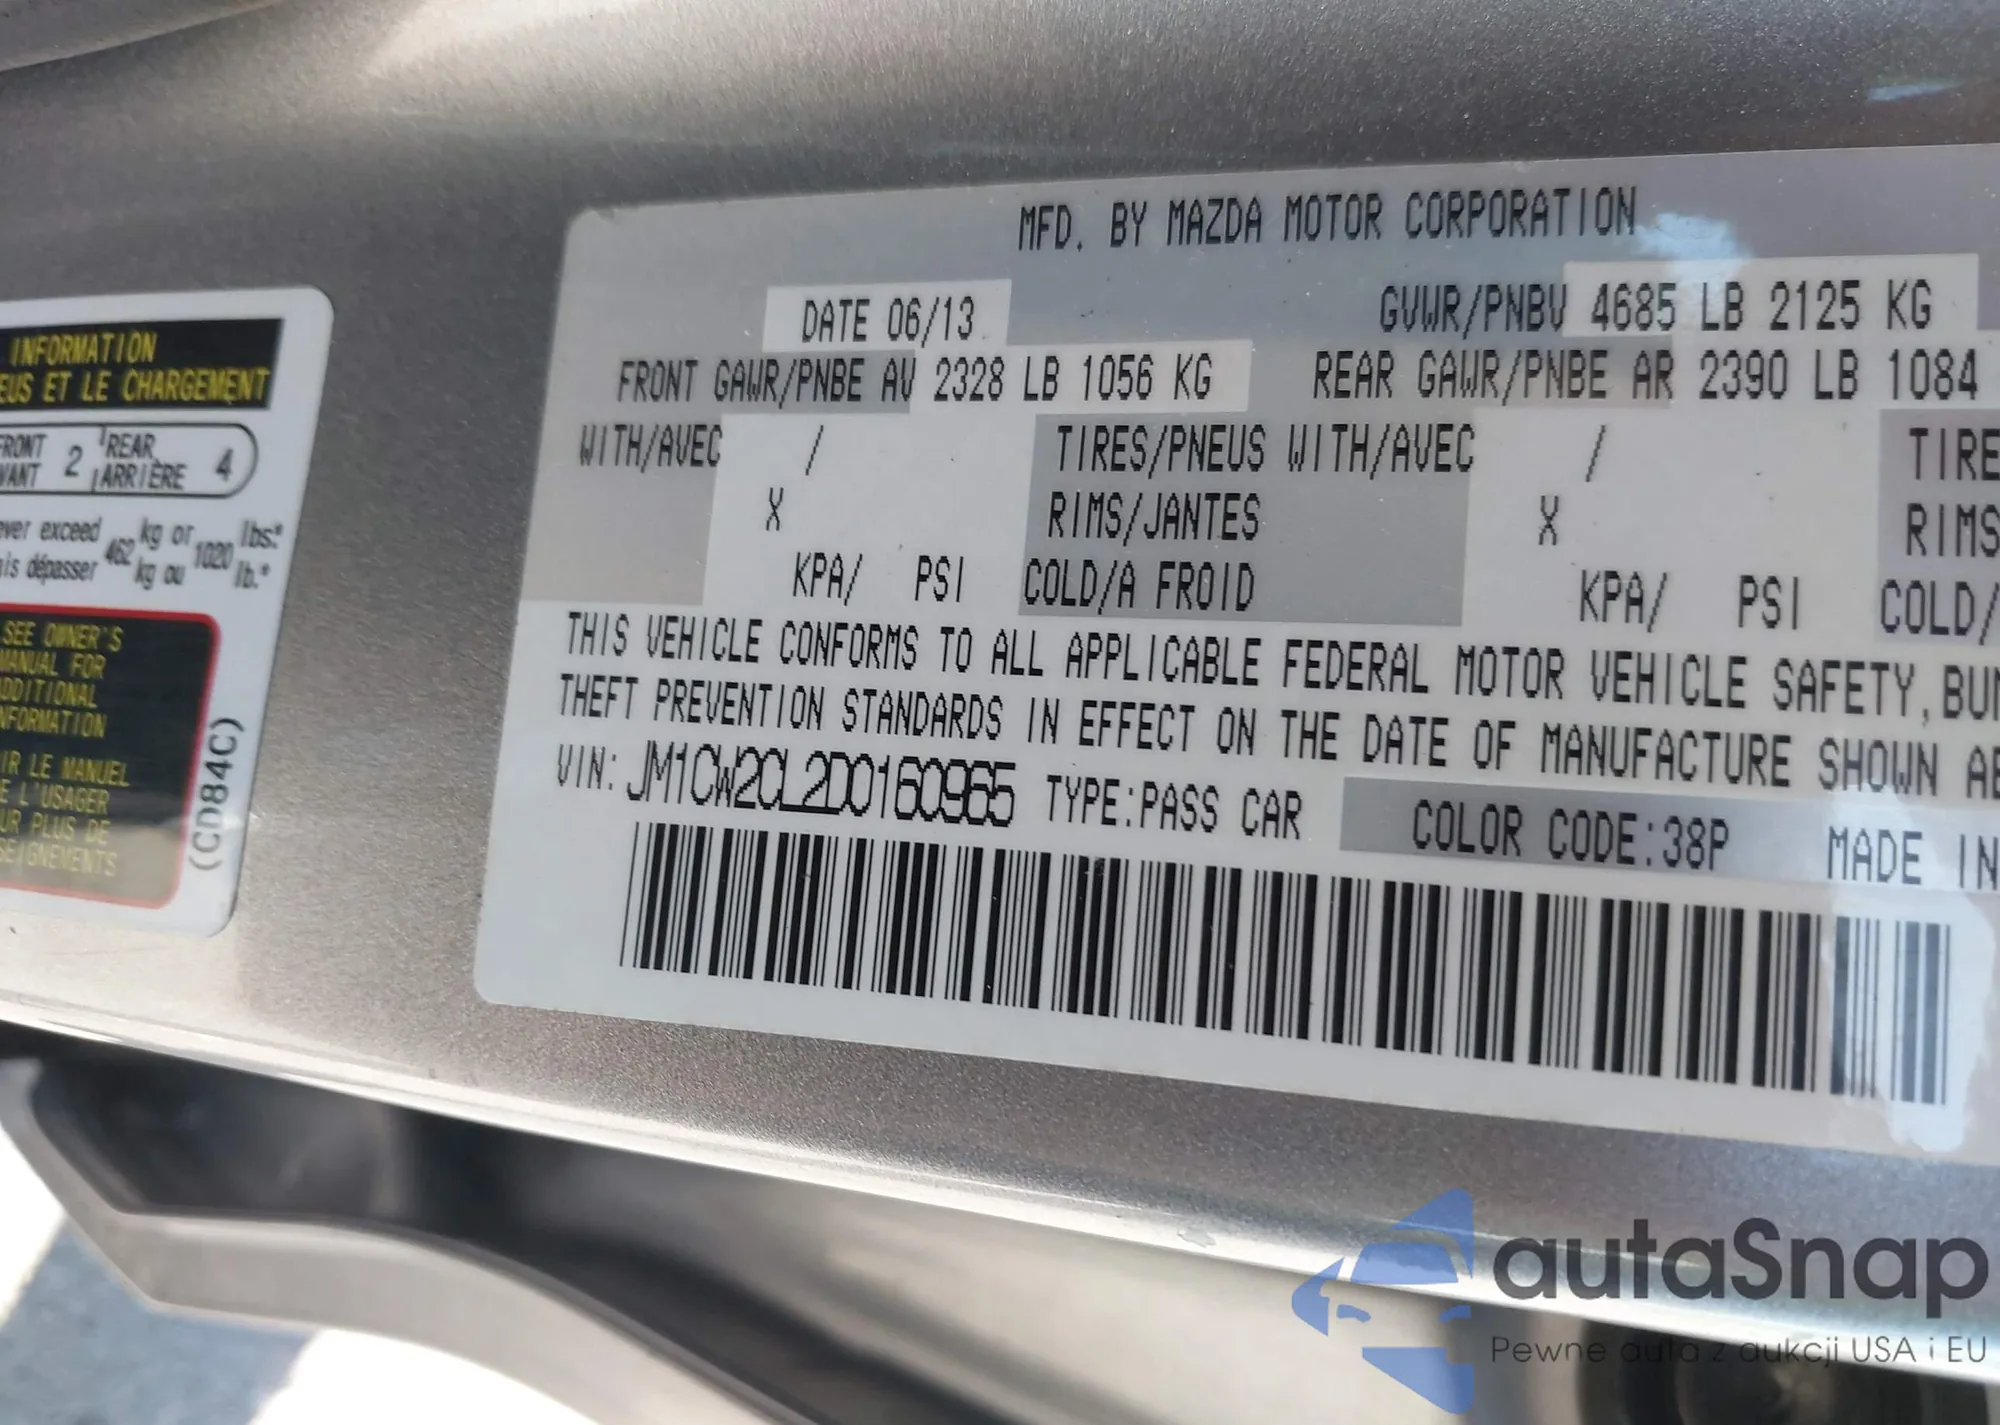 INFORMATION
EUS ET LE CHARGEMENT
FRONT 2 REAR 4
VANT ARRIÈRE
ever exceed 462 kg or 1020 lbs.*
ais dépasser kg ou lb.*
SEE OWNER'S
MANUAL FOR
ADDITIONAL
INFORMATION
IR LE MANUEL
E L'USAGER
UR PLUS DE
SEIGNEMENTS
(CD84C)
MFD. BY MAZDA MOTOR CORPORATION
DATE 06/13 GVWR/PNBV 4685 LB 2125 KG
FRONT GAWR/PNBE AV 2328 LB 1056 KG REAR GAWR/PNBE AR 2390 LB 1084
WITH/AVEC / TIRES/PNEUS WITH/AVEC / TIRE
X RIMS/JANTES X RIMS
KPA/ PSI COLD/A FROID KPA/ PSI COLD/
THIS VEHICLE CONFORMS TO ALL APPLICABLE FEDERAL MOTOR VEHICLE SAFETY, BUM
THEFT PREVENTION STANDARDS IN EFFECT ON THE DATE OF MANUFACTURE SHOWN AB
VIN: JM1CW2CL2D0160965 TYPE:PASS CAR COLOR CODE:38P MADE IN
autaSnap
Pewne auta z aukcji USA i EU